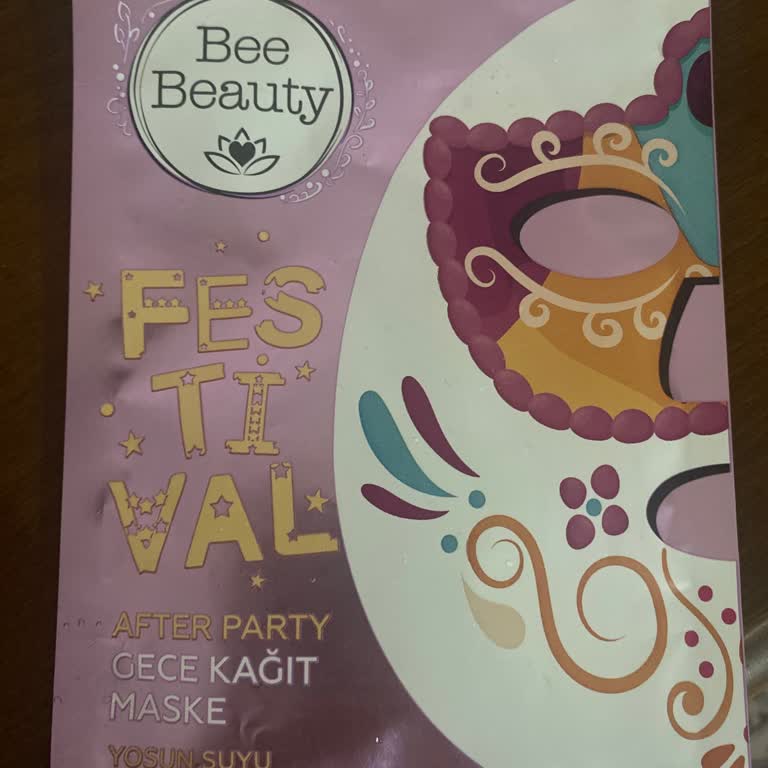 Bee
Beauty
FES
TI
VAL
AFTER PARTY
GECE KAĞIT
MASKE
YOSUN SUYU